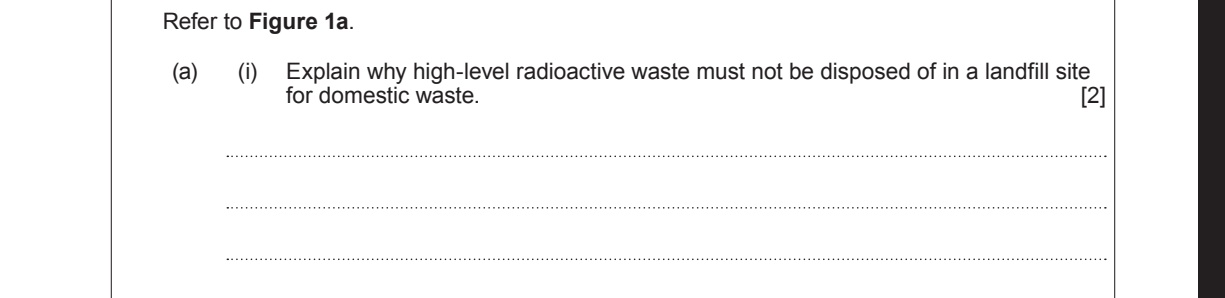 Refer to Figure 1a.
(a) (i) Explain why high-level radioactive waste must not be disposed of in a landfill site
for domestic waste. [2]